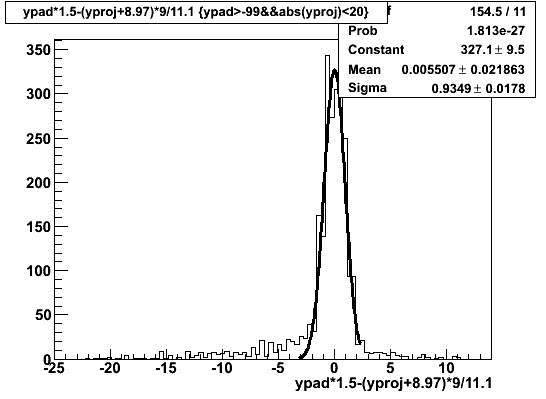 ypad*1.5-(yproj+8.97)*9/11.1 {ypad>-99&&abs(yproj)<20}
154.5 / 11
Prob 1.813e-27
Constant 327.1 ± 9.5
Mean 0.005507 ± 0.021863
Sigma 0.9349 ± 0.0178
350
300
250
200
150
100
50
0
-25 -20 -15 -10 -5 0 5 10
ypad*1.5-(yproj+8.97)*9/11.1